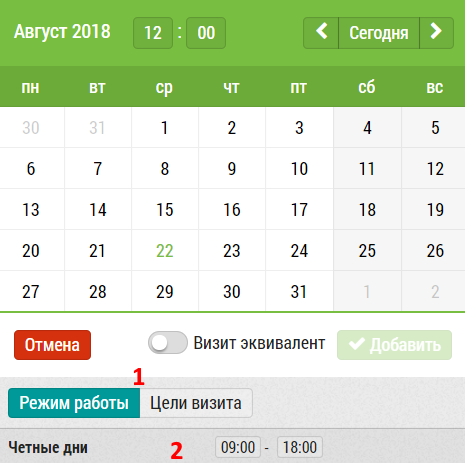 Август 2018 12 : 00 Сегодня
пн вт ср чт пт сб вс
30 31 1 2 3 4 5
6 7 8 9 10 11 12
13 14 15 16 17 18 19
20 21 22 23 24 25 26
27 28 29 30 31 1 2
Отмена Визит эквивалент Добавить
1
Режим работы Цели визита
Четные дни 2 09:00 - 18:00